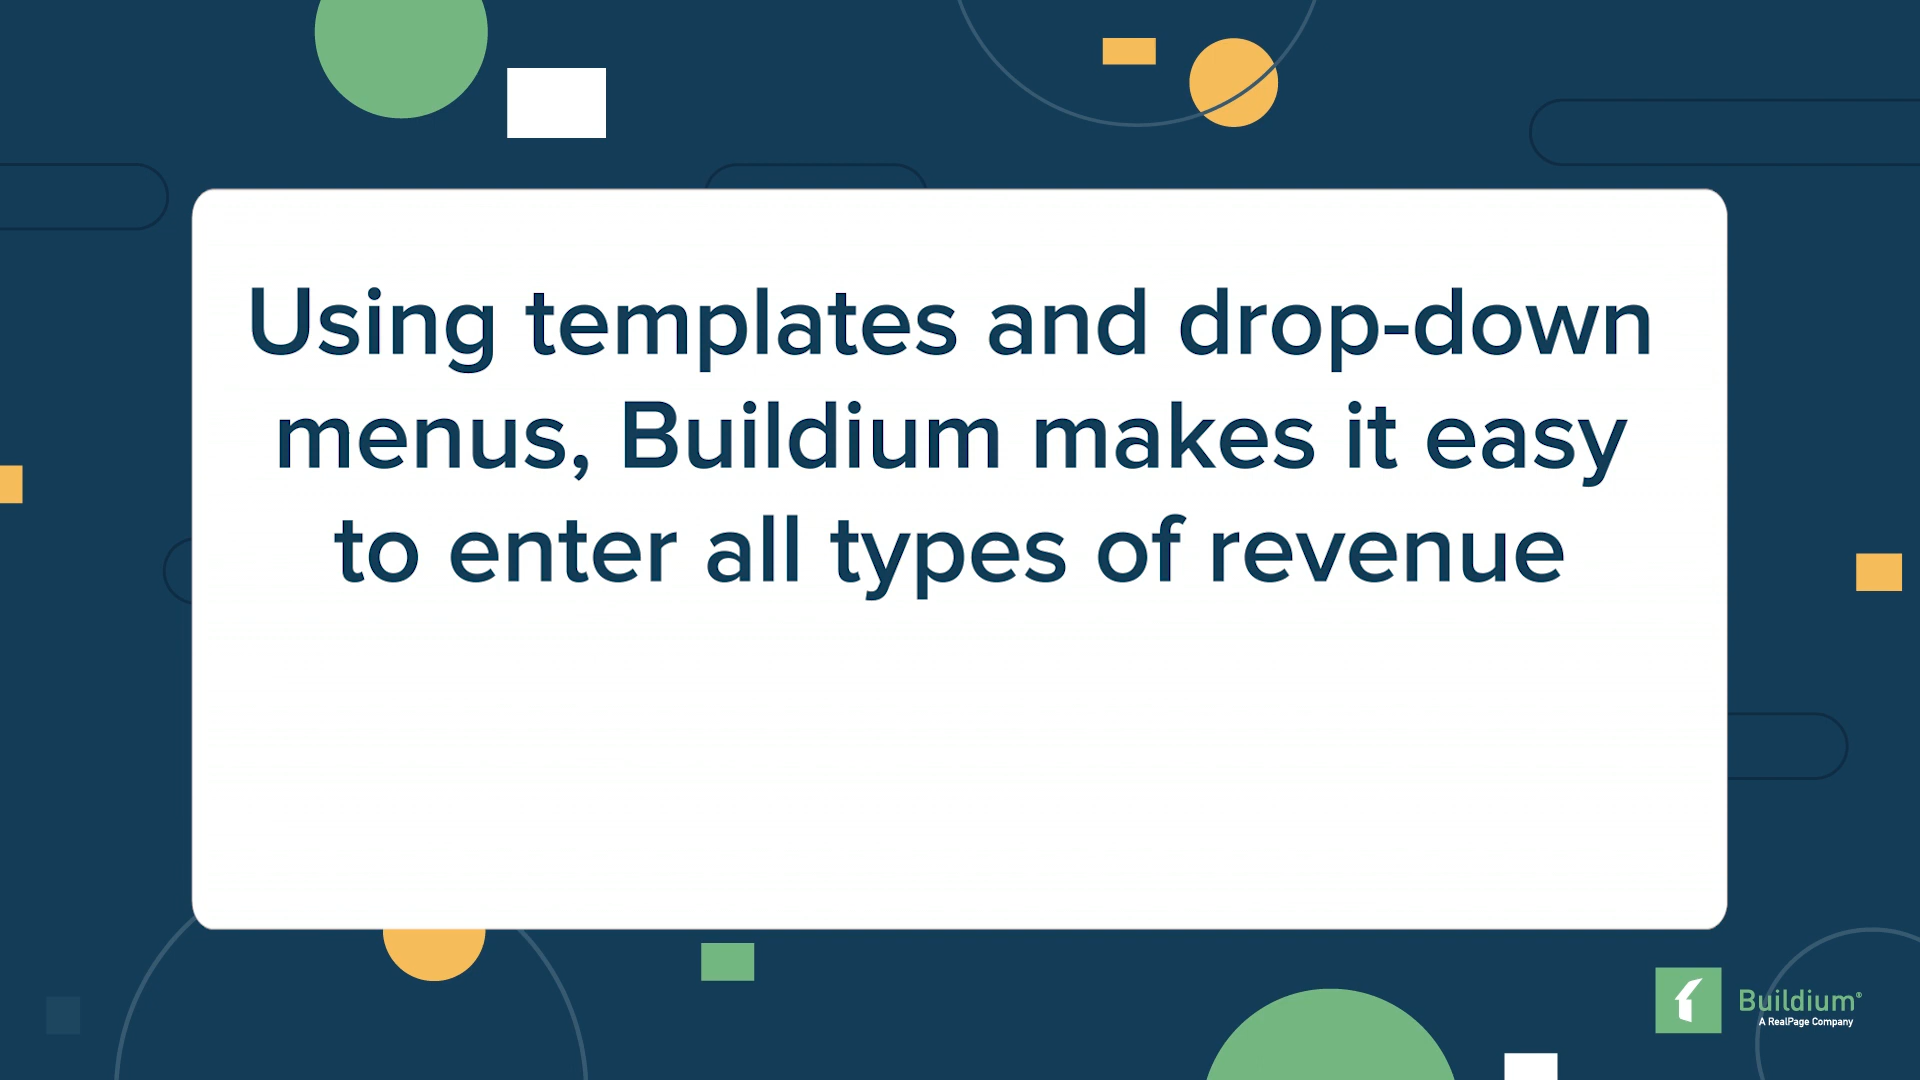 Using templates and drop-down
menus, Buildium makes it easy
to enter all types of revenue
Buildium®
A RealPage Company